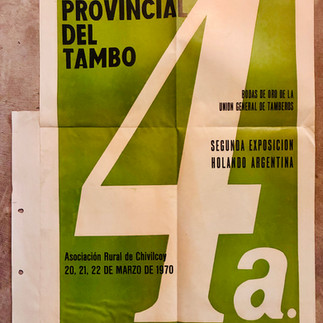 PROVINCIAL
DEL
TAMBO
4a.
BODAS DE ORO DE LA
UNION GENERAL DE TAMBEROS
SEGUNDA EXPOSICION
HOLANDO ARGENTINA
Asociación Rural de Chivilcoy
20, 21, 22 DE MARZO DE 1970